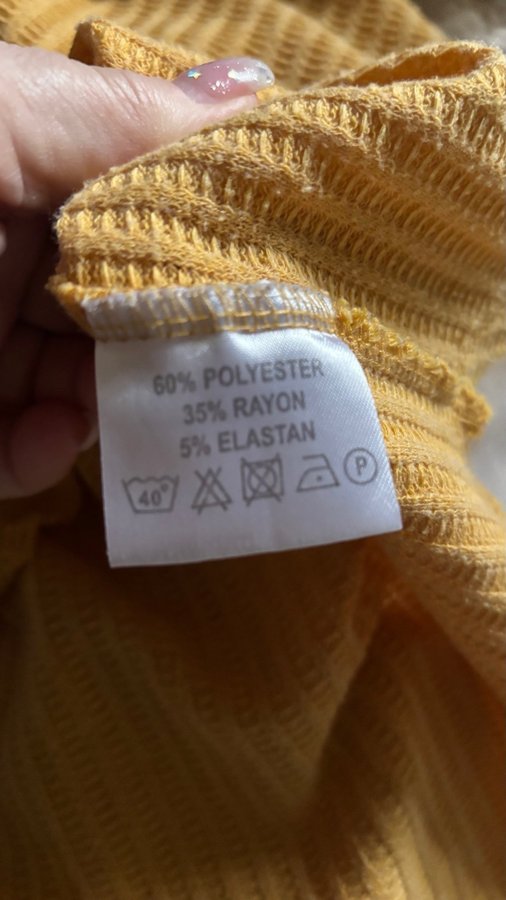 60% POLYESTER
35% RAYON
5% ELASTAN
40° P